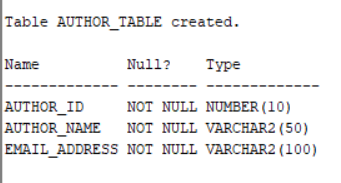 Table AUTHOR_TABLE created.
Name Null? Type
------------- -------- -------------
AUTHOR_ID NOT NULL NUMBER(10)
AUTHOR_NAME NOT NULL VARCHAR2(50)
EMAIL_ADDRESS NOT NULL VARCHAR2(100)